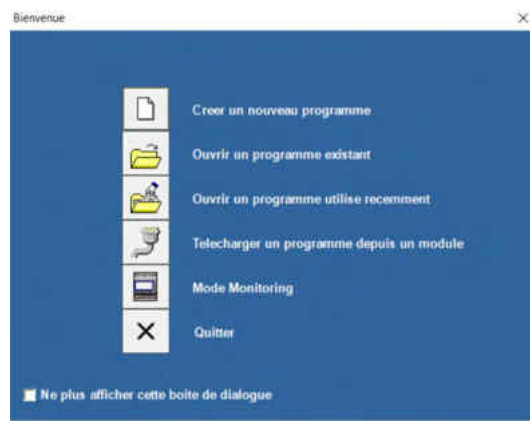 Bienvenue
Creer un nouveau programme
Ouvrir un programme existant
Ouvrir un programme utilise recemment
Telecharger un programme depuis un module
Mode Monitoring
Quitter
Ne plus afficher cette boite de dialogue